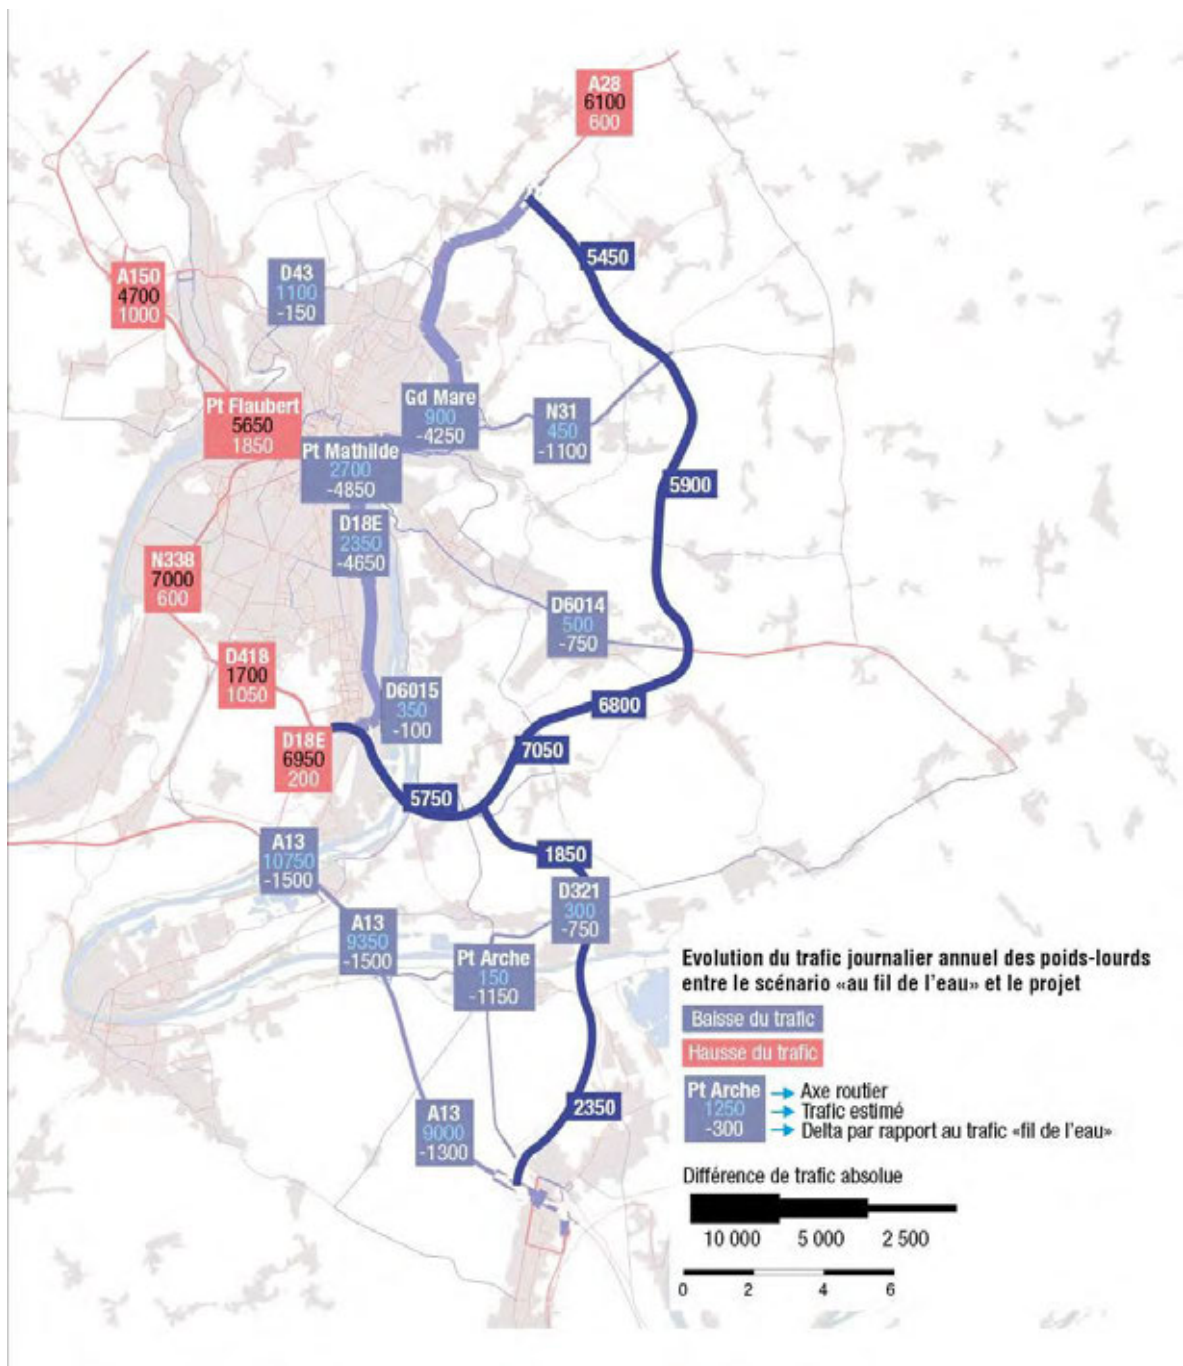 A28
6100
600
5450
A150
4700
1000
D43
1100
-150
Pt Flaubert
5650
1850
Gd Mare
900
-4250
N31
450
-1100
Pt Mathilde
2700
-4850
5900
D18E
2350
-4650
N338
7000
600
D6014
500
-750
D418
1700
1050
D6015
350
-100
6800
D18E
6950
200
7050
5750
A13
10750
-1500
1850
D321
300
-750
A13
9350
-1500
Pt Arche
150
-1150
2350
A13
9000
-1300
Evolution du trafic journalier annuel des poids-lourds
entre le scénario «au fil de l'eau» et le projet
Baisse du trafic
Hausse du trafic
Pt Arche
1250
-300
Axe routier
Trafic estimé
Delta par rapport au trafic «fil de l'eau»
Différence de trafic absolue
10 000 5 000 2 500
0 2 4 6